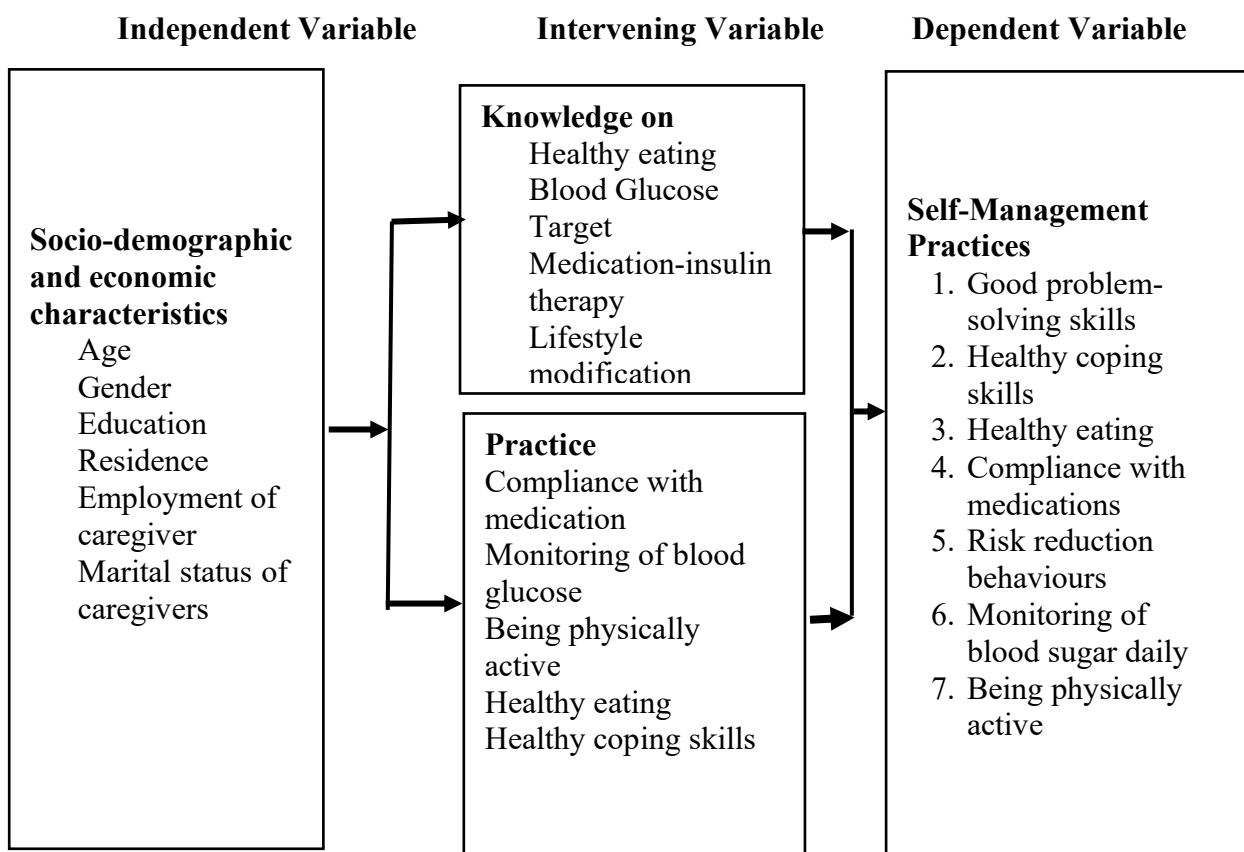 Independent Variable
Intervening Variable
Dependent Variable
Socio-demographic
and economic
characteristics
Age
Gender
Education
Residence
Employment of
caregiver
Marital status of
caregivers
Knowledge on
Healthy eating
Blood Glucose
Target
Medication-insulin
therapy
Lifestyle
modification
Practice
Compliance with
medication
Monitoring of blood
glucose
Being physically
active
Healthy eating
Healthy coping skills
Self-Management
Practices
1. Good problem-
solving skills
2. Healthy coping
skills
3. Healthy eating
4. Compliance with
medications
5. Risk reduction
behaviours
6. Monitoring of
blood sugar daily
7. Being physically
active